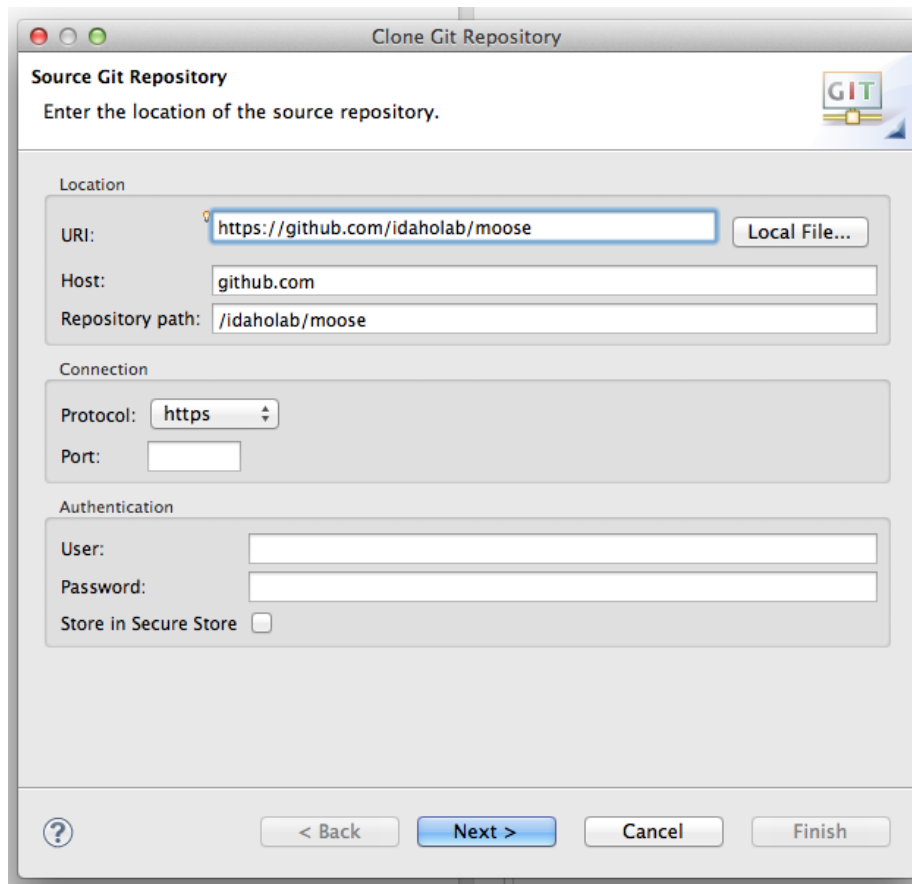 Clone Git Repository
Source Git Repository
Enter the location of the source repository.
GIT
Location
URI: https://github.com/idaholab/moose Local File...
Host: github.com
Repository path: /idaholab/moose
Connection
Protocol: https
Port:
Authentication
User:
Password:
Store in Secure Store
? < Back Next > Cancel Finish